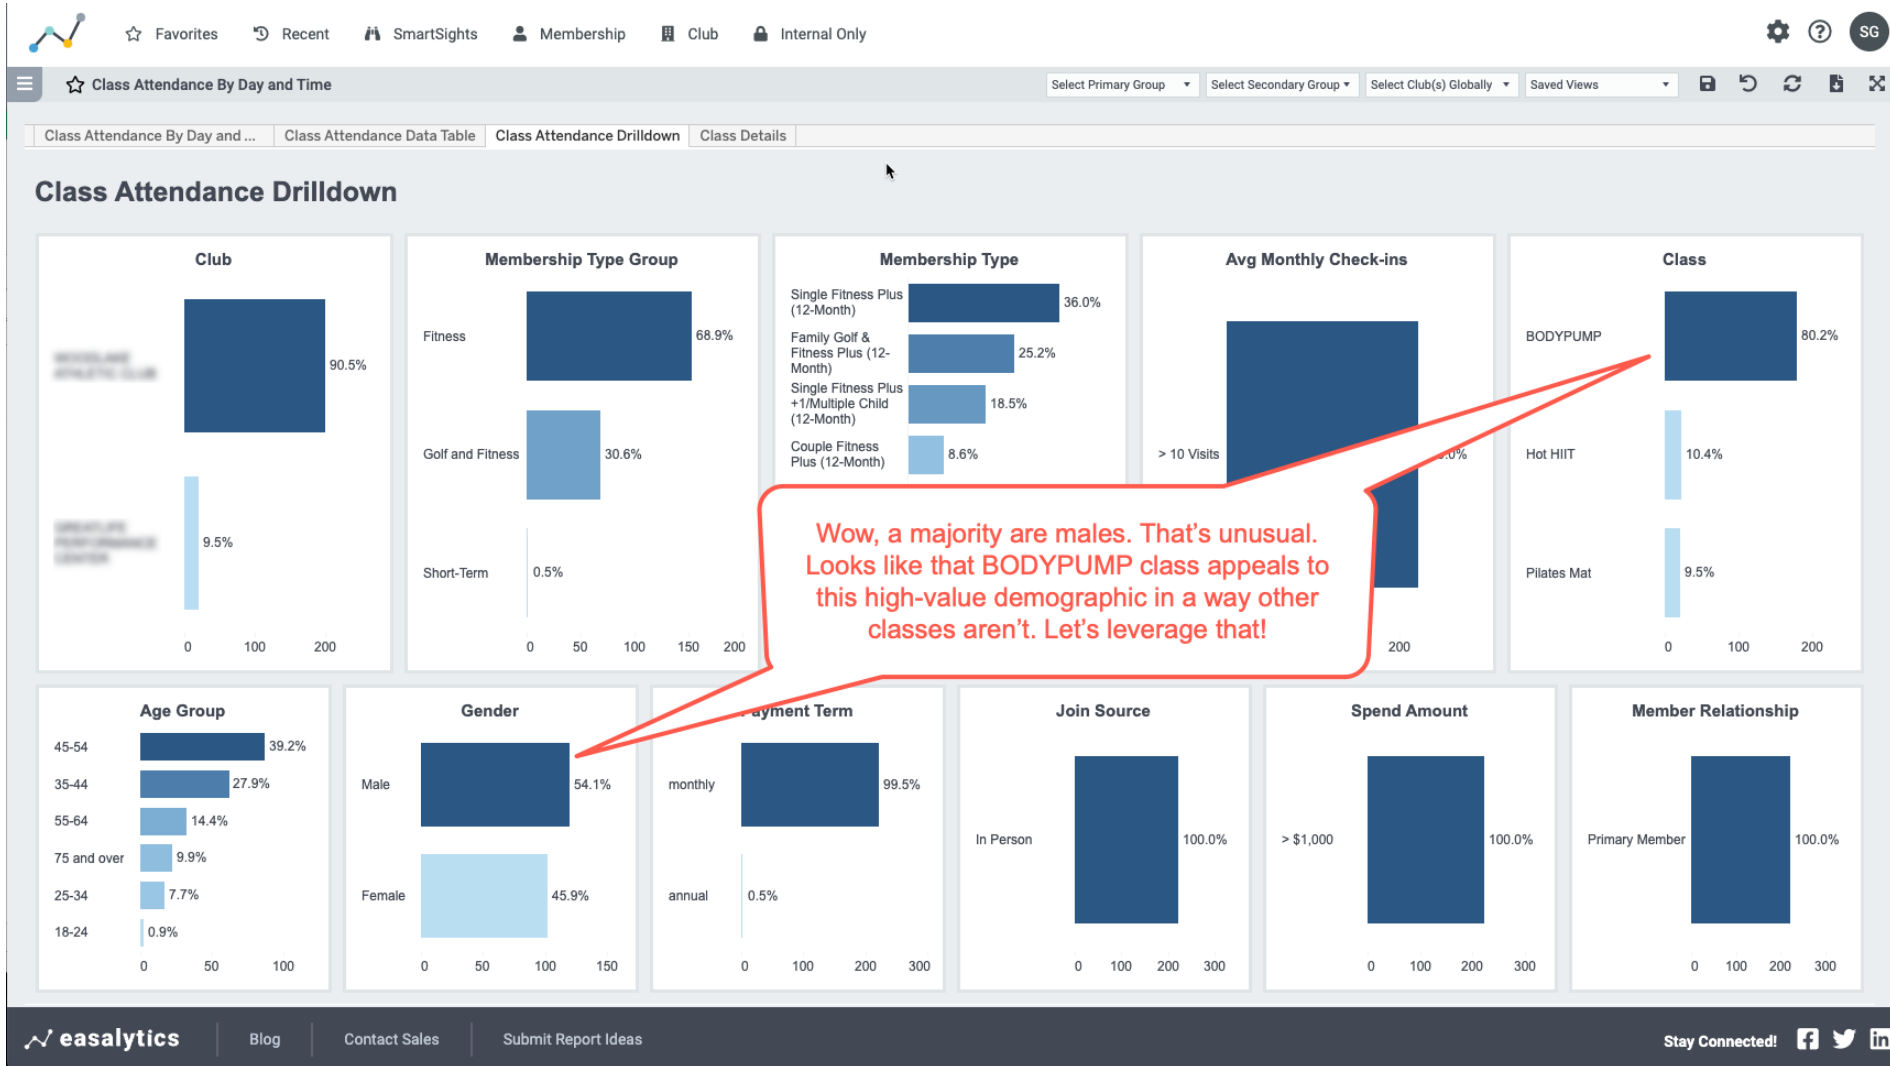 Favorites
Recent
SmartSights
Membership
Club
Internal Only
SG
Class Attendance By Day and Time
Select Primary Group
Select Secondary Group
Select Club(s) Globally
Saved Views
Class Attendance By Day and ...
Class Attendance Data Table
Class Attendance Drilldown
Class Details
Class Attendance Drilldown
Club
90.5%
9.5%
0 100 200
Membership Type Group
Fitness
68.9%
Golf and Fitness
30.6%
Short-Term
0.5%
0 50 100 150 200
Membership Type
Single Fitness Plus
(12-Month)
36.0%
Family Golf &
Fitness Plus (12-
Month)
25.2%
Single Fitness Plus
+1/Multiple Child
(12-Month)
18.5%
Couple Fitness
Plus (12-Month)
8.6%
Avg Monthly Check-ins
> 10 Visits
200
Class
BODYPUMP
80.2%
Hot HIIT
10.4%
Pilates Mat
9.5%
0 100 200
Wow, a majority are males. That's unusual.
Looks like that BODYPUMP class appeals to
this high-value demographic in a way other
classes aren't. Let's leverage that!
Age Group
45-54
39.2%
35-44
27.9%
55-64
14.4%
75 and over
9.9%
25-34
7.7%
18-24
0.9%
0 50 100
Gender
Male
54.1%
Female
45.9%
0 50 100 150
Payment Term
monthly
99.5%
annual
0.5%
0 100 200 300
Join Source
In Person
100.0%
0 100 200 300
Spend Amount
> $1,000
100.0%
0 100 200 300
Member Relationship
Primary Member
100.0%
0 100 200 300
easalytics
Blog
Contact Sales
Submit Report Ideas
Stay Connected!